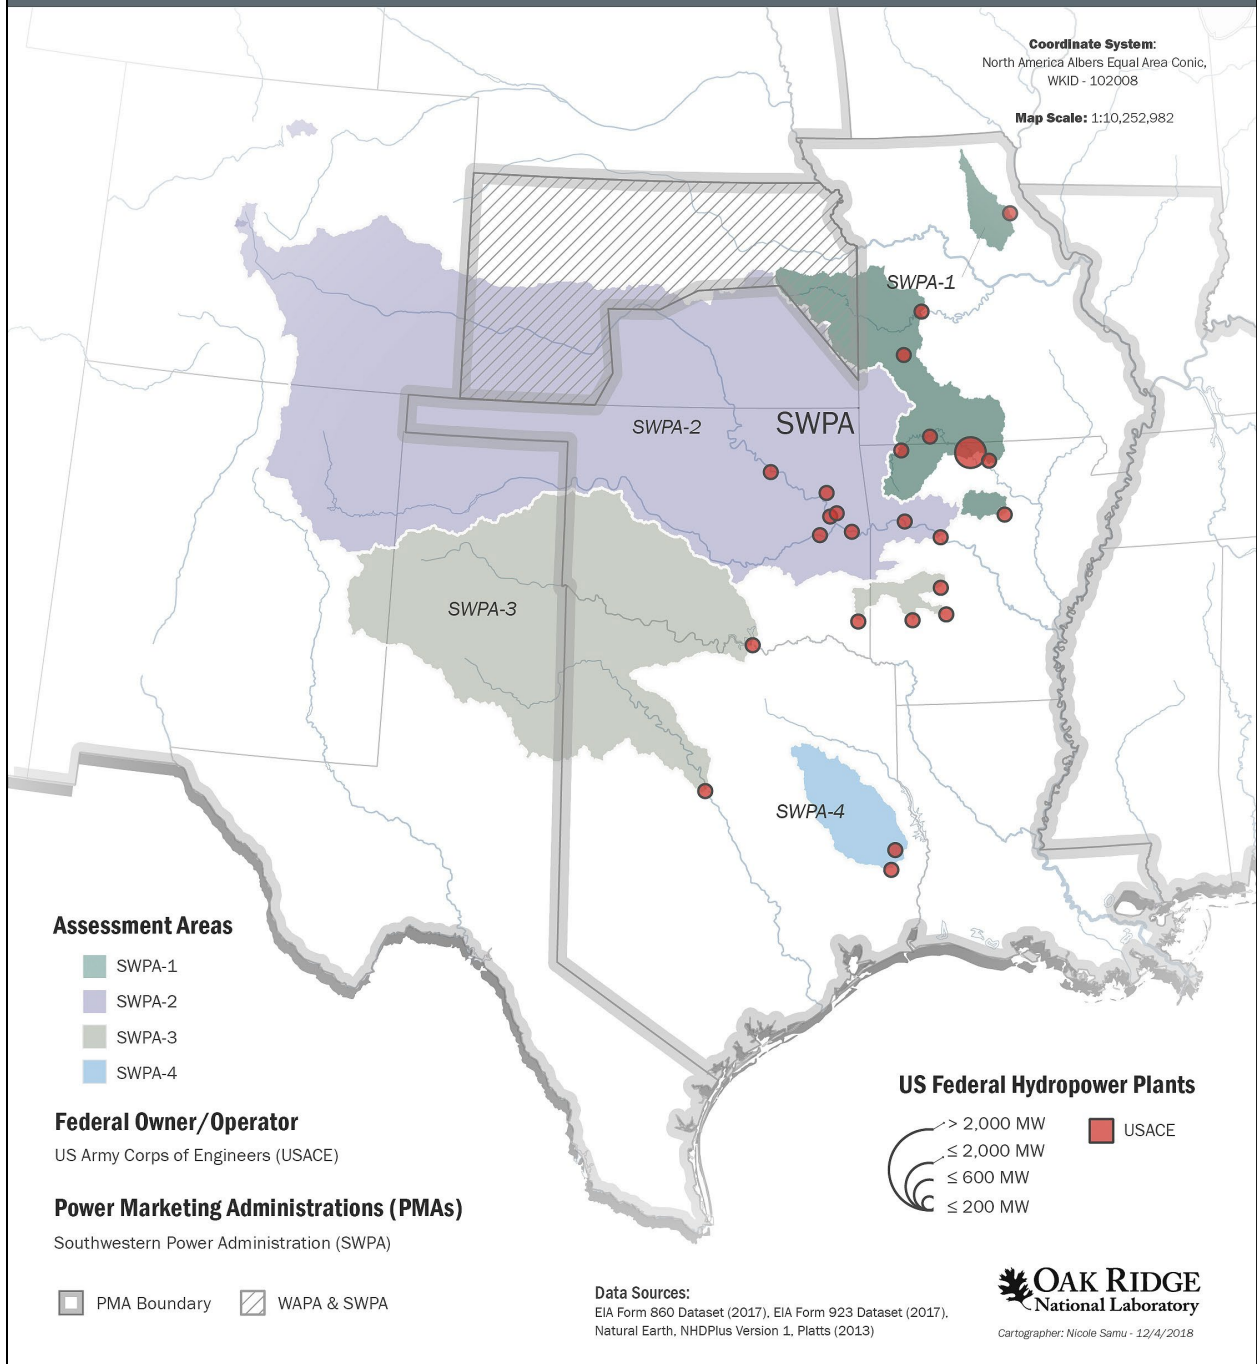 Coordinate System:
North America Albers Equal Area Conic,
WKID - 102008
Map Scale: 1:10,252,982
SWPA-1
SWPA-2
SWPA
SWPA-3
SWPA-4
Assessment Areas
SWPA-1
SWPA-2
SWPA-3
SWPA-4
Federal Owner/Operator
US Army Corps of Engineers (USACE)
Power Marketing Administrations (PMAs)
Southwestern Power Administration (SWPA)
PMA Boundary
WAPA & SWPA
US Federal Hydropower Plants
> 2,000 MW
≤ 2,000 MW
≤ 600 MW
≤ 200 MW
USACE
Data Sources:
EIA Form 860 Dataset (2017), EIA Form 923 Dataset (2017),
Natural Earth, NHDPlus Version 1, Platts (2013)
OAK RIDGE
National Laboratory
Cartographer: Nicole Samu - 12/4/2018